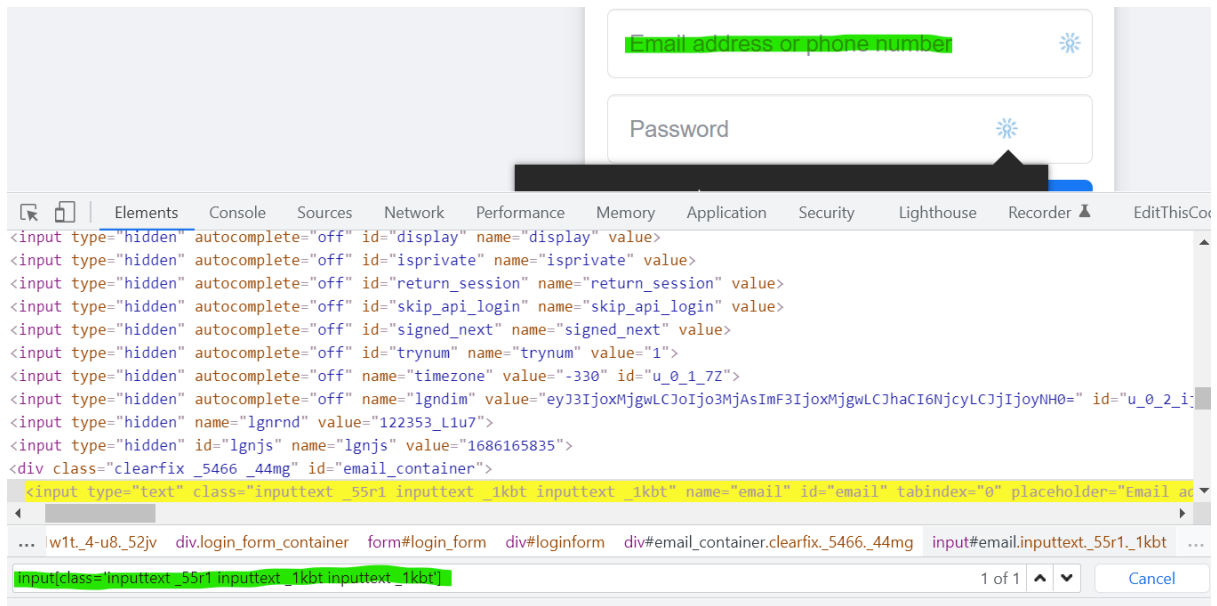 Email address or phone number
Password
Elements Console Sources Network Performance Memory Application Security Lighthouse Recorder EditThisCoo
<input type="hidden" autocomplete="off" id="display" name="display" value>
<input type="hidden" autocomplete="off" id="isprivate" name="isprivate" value>
<input type="hidden" autocomplete="off" id="return_session" name="return_session" value>
<input type="hidden" autocomplete="off" id="skip_api_login" name="skip_api_login" value>
<input type="hidden" autocomplete="off" id="signed_next" name="signed_next" value>
<input type="hidden" autocomplete="off" id="trynum" name="trynum" value="1">
<input type="hidden" autocomplete="off" name="timezone" value="-330" id="u_0_1_7Z">
<input type="hidden" autocomplete="off" name="lgndim" value="eyJ3IjoxMjgwLCJoIjo3MjAsImF3IjoxMjgwLCJhaCI6NjcyLCJjIjoyNH0=" id="u_0_2_ij
<input type="hidden" name="lgnrnd" value="122353_L1u7">
<input type="hidden" id="lgnjs" name="lgnjs" value="1686165835">
<div class="clearfix _5466 _44mg" id="email_container">
<input type="text" class="inputtext _55r1 inputtext _1kbt inputtext _1kbt" name="email" id="email" tabindex="0" placeholder="Email ad
... w1t._4-u8._52jv div.login_form_container form#login_form div#loginform div#email_container.clearfix._5466._44mg input#email.inputtext._55r1._1kbt ...
input[class='inputtext _55r1 inputtext _1kbt inputtext _1kbt'] 1 of 1 Cancel